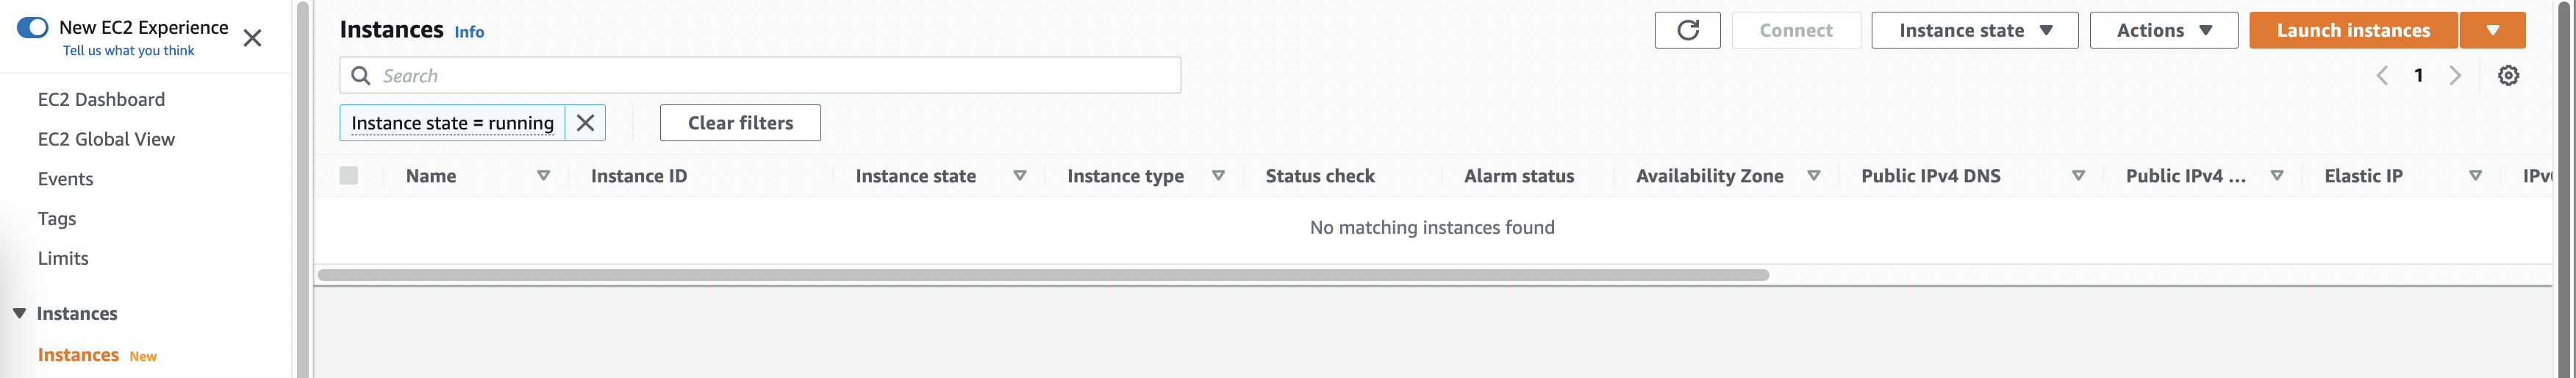 New EC2 Experience
Tell us what you think
EC2 Dashboard
EC2 Global View
Events
Tags
Limits
Instances
Instances New
Instances Info
Connect
Instance state
Actions
Launch instances
Search
1
Instance state = running
Clear filters
Name Instance ID Instance state Instance type Status check Alarm status Availability Zone Public IPv4 DNS Public IPv4 ... Elastic IP
No matching instances found